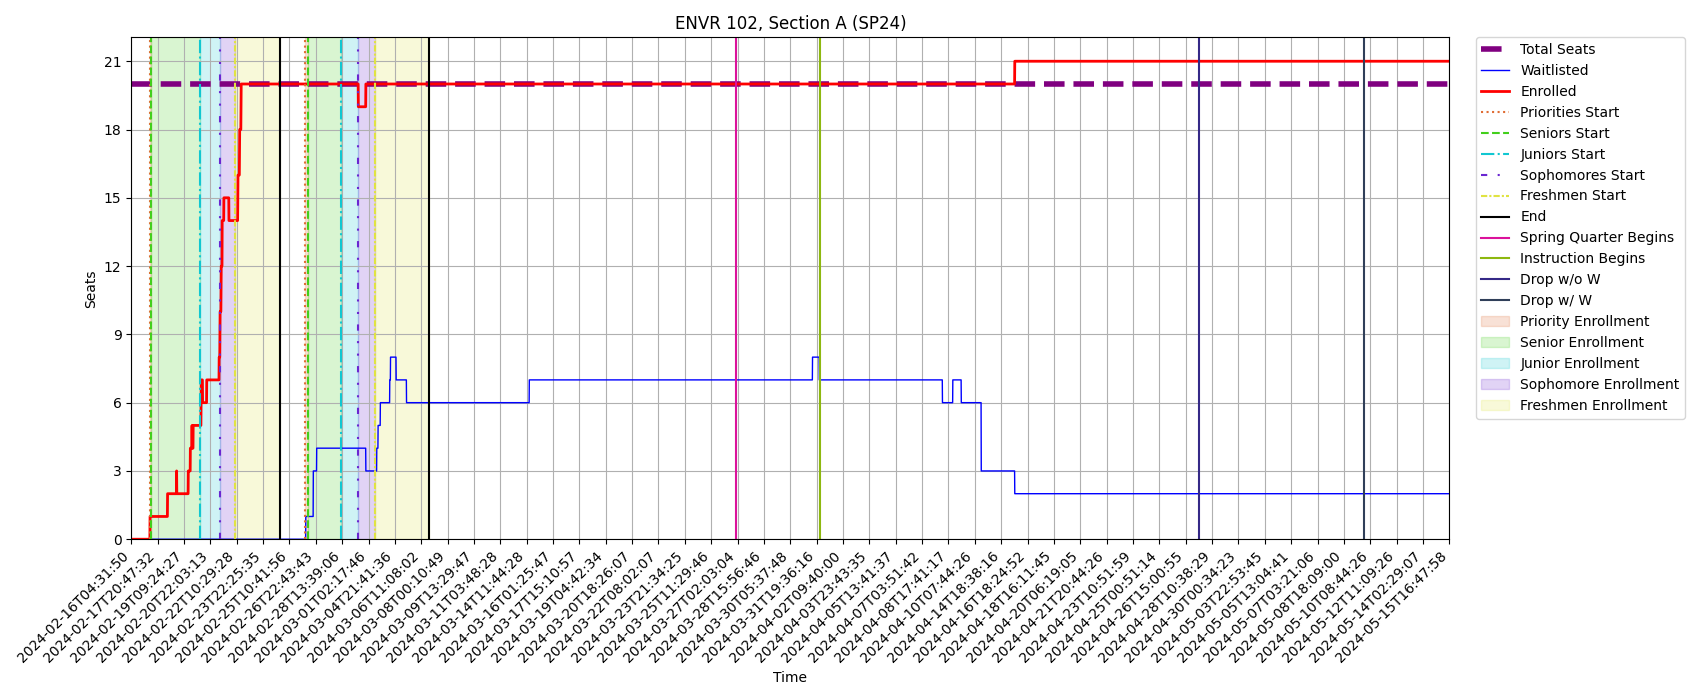 ENVR 102, Section A (SP24)
Seats
21
18
15
12
9
6
3
0
2024-02-16T04:31:50
2024-02-17T20:47:32
2024-02-19T09:24:27
2024-02-20T22:03:13
2024-02-22T10:29:28
2024-02-23T22:25:35
2024-02-25T10:41:56
2024-02-26T22:43:43
2024-02-28T13:39:06
2024-03-01T02:17:46
2024-03-04T21:41:36
2024-03-06T11:08:02
2024-03-08T00:10:49
2024-03-09T13:29:47
2024-03-11T03:48:28
2024-03-14T11:44:28
2024-03-16T01:25:47
2024-03-17T15:10:57
2024-03-19T04:42:34
2024-03-20T18:26:07
2024-03-22T08:02:07
2024-03-23T21:34:25
2024-03-25T11:29:46
2024-03-27T02:03:04
2024-03-28T15:56:46
2024-03-30T05:37:48
2024-03-31T19:36:16
2024-04-02T09:40:00
2024-04-03T23:43:35
2024-04-05T13:41:37
2024-04-07T03:51:42
2024-04-08T17:41:17
2024-04-10T07:44:26
2024-04-14T18:38:16
2024-04-16T18:24:52
2024-04-18T16:11:45
2024-04-20T06:19:05
2024-04-21T20:44:26
2024-04-23T10:51:59
2024-04-25T00:51:14
2024-04-26T15:00:55
2024-04-28T10:38:29
2024-04-30T00:34:23
2024-05-03T22:53:45
2024-05-05T13:04:41
2024-05-07T03:21:06
2024-05-08T18:09:00
2024-05-10T08:44:26
2024-05-12T11:09:26
2024-05-14T02:29:07
2024-05-15T16:47:58
Time
Total Seats
Waitlisted
Enrolled
Priorities Start
Seniors Start
Juniors Start
Sophomores Start
Freshmen Start
End
Spring Quarter Begins
Instruction Begins
Drop w/o W
Drop w/ W
Priority Enrollment
Senior Enrollment
Junior Enrollment
Sophomore Enrollment
Freshmen Enrollment